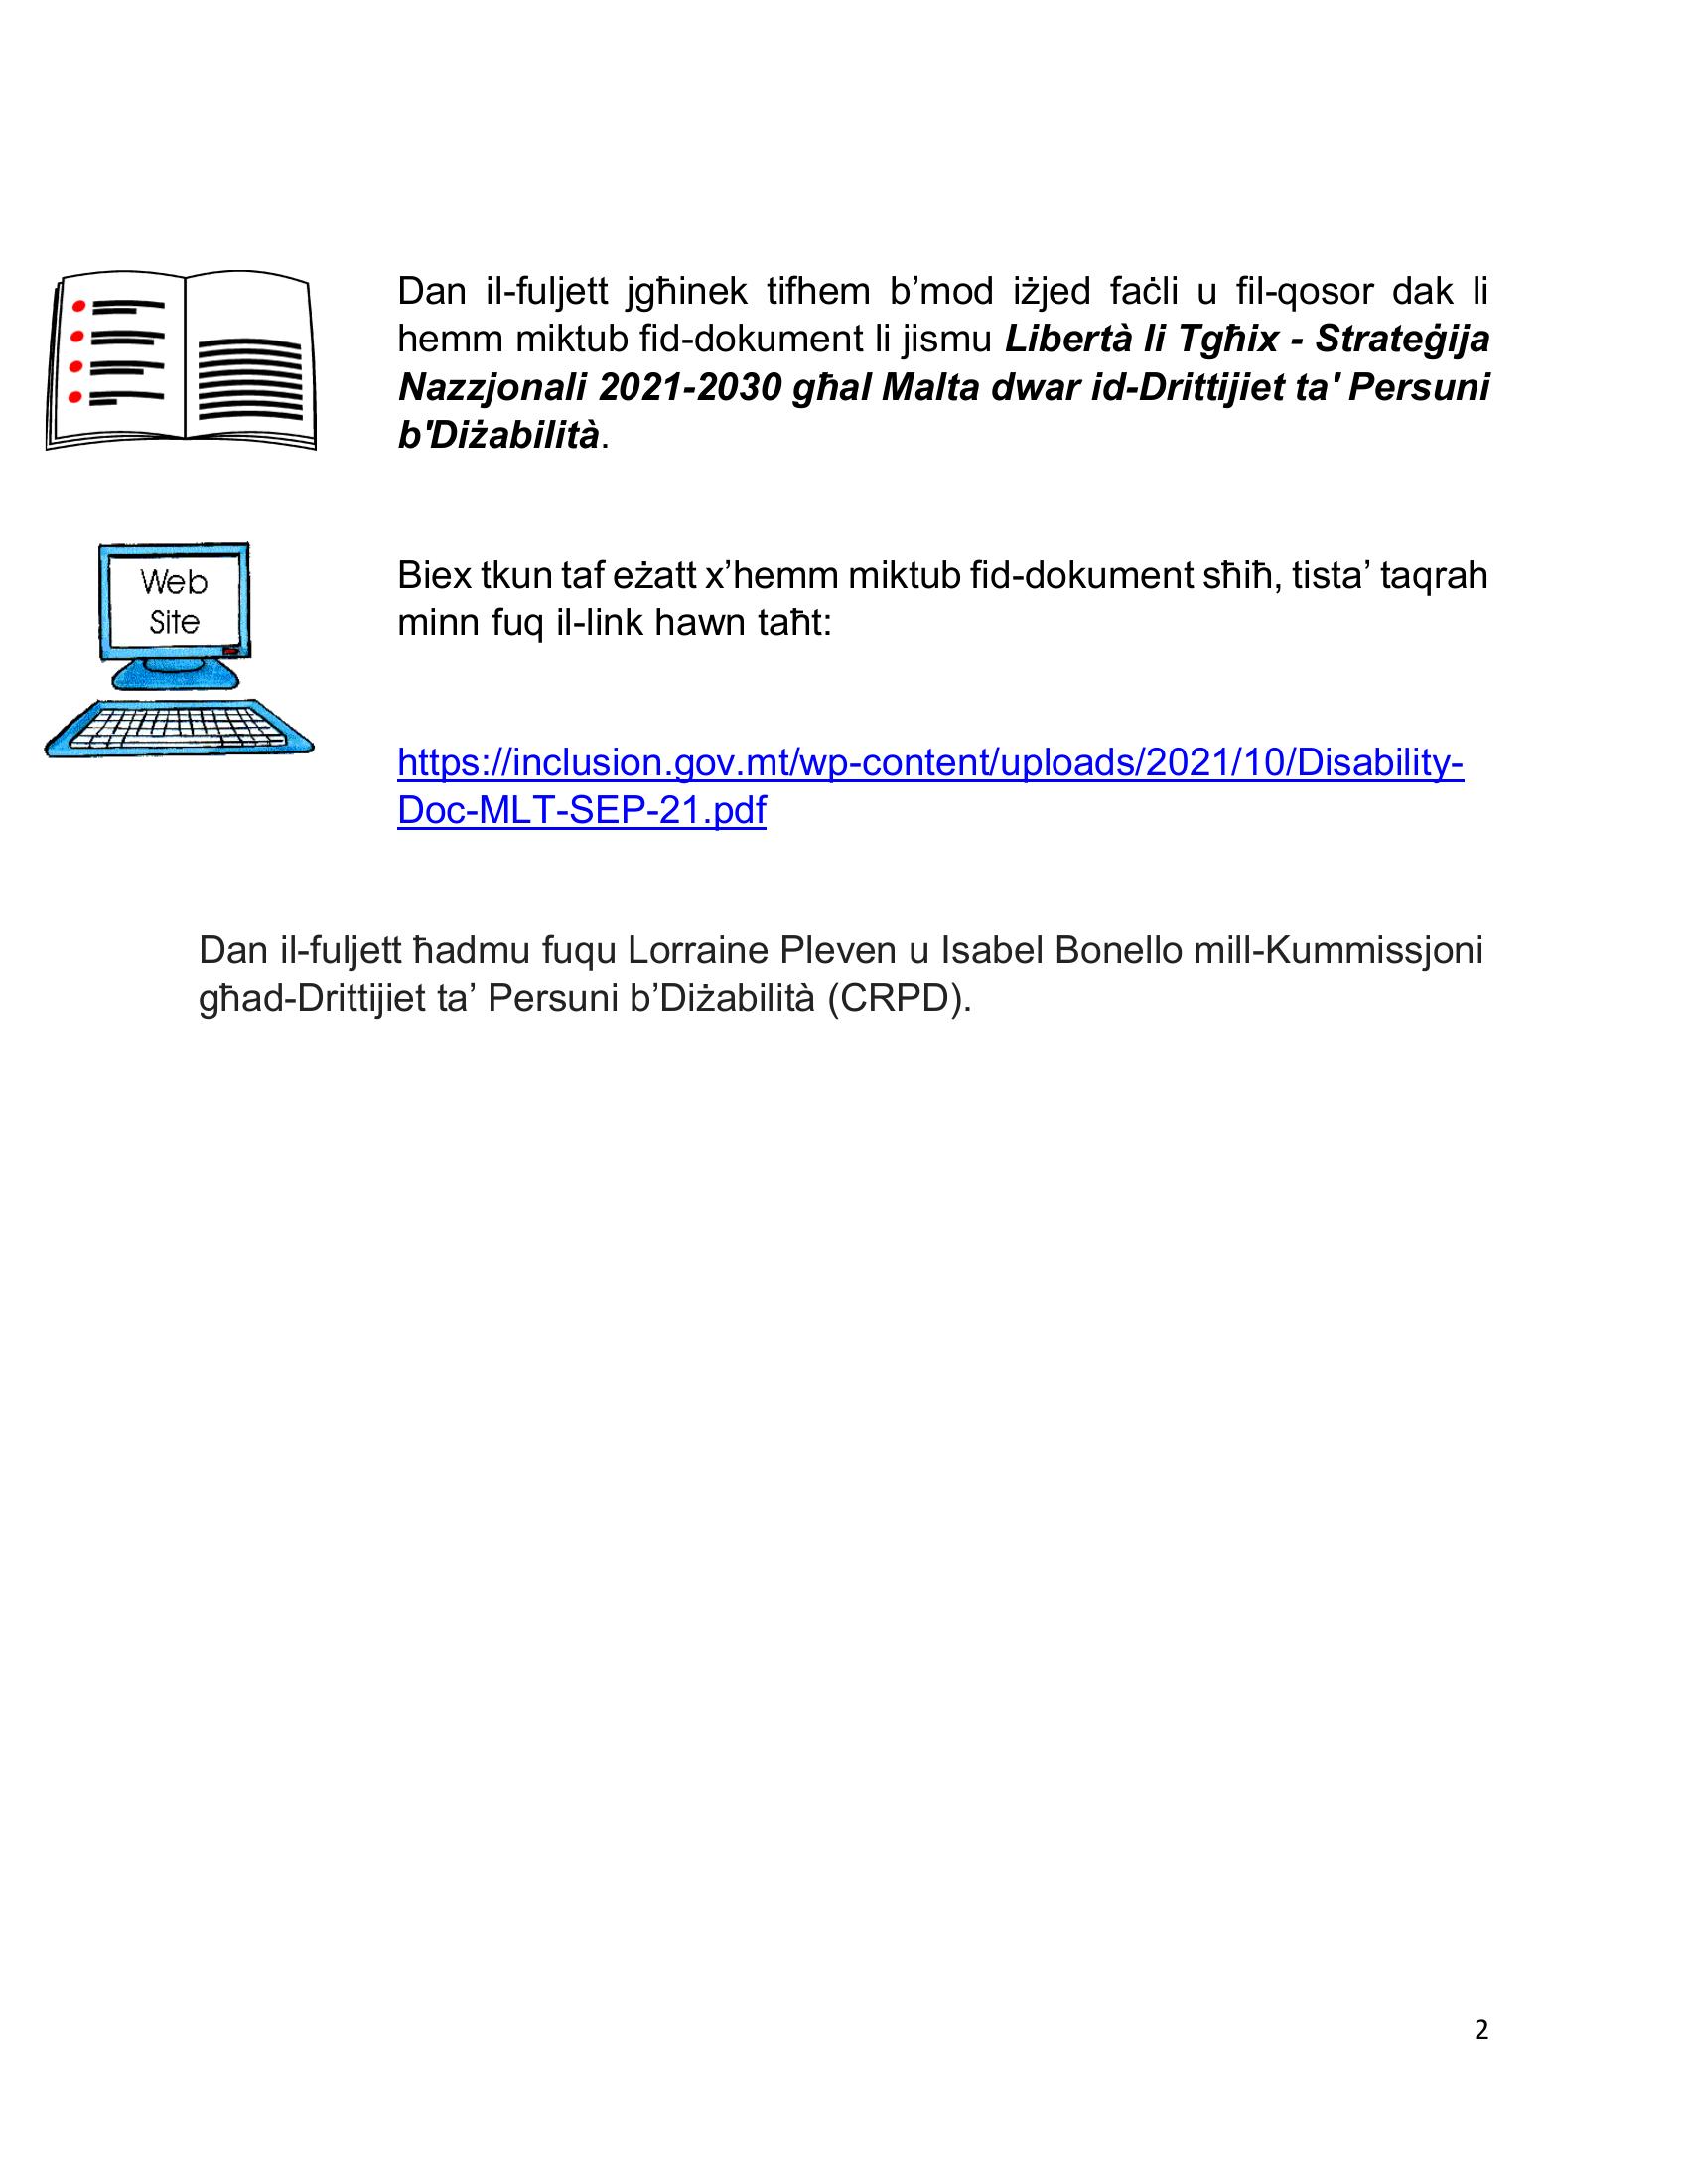 Dan il-fuljett jgħinek tifhem b’mod iżjed faċli u fil-qosor dak li
hemm miktub fid-dokument li jismu Libertà li Tgħix - Strateġija
Nazzjonali 2021-2030 għal Malta dwar id-Drittijiet ta' Persuni
b'Diżabilità.
Web
Site
Biex tkun taf eżatt x’hemm miktub fid-dokument sħiħ, tista’ taqrah
minn fuq il-link hawn taħt:
https://inclusion.gov.mt/wp-content/uploads/2021/10/Disability-
Doc-MLT-SEP-21.pdf
Dan il-fuljett ħadmu fuqu Lorraine Pleven u Isabel Bonello mill-Kummissjoni
għad-Drittijiet ta’ Persuni b’Diżabilità (CRPD).
2